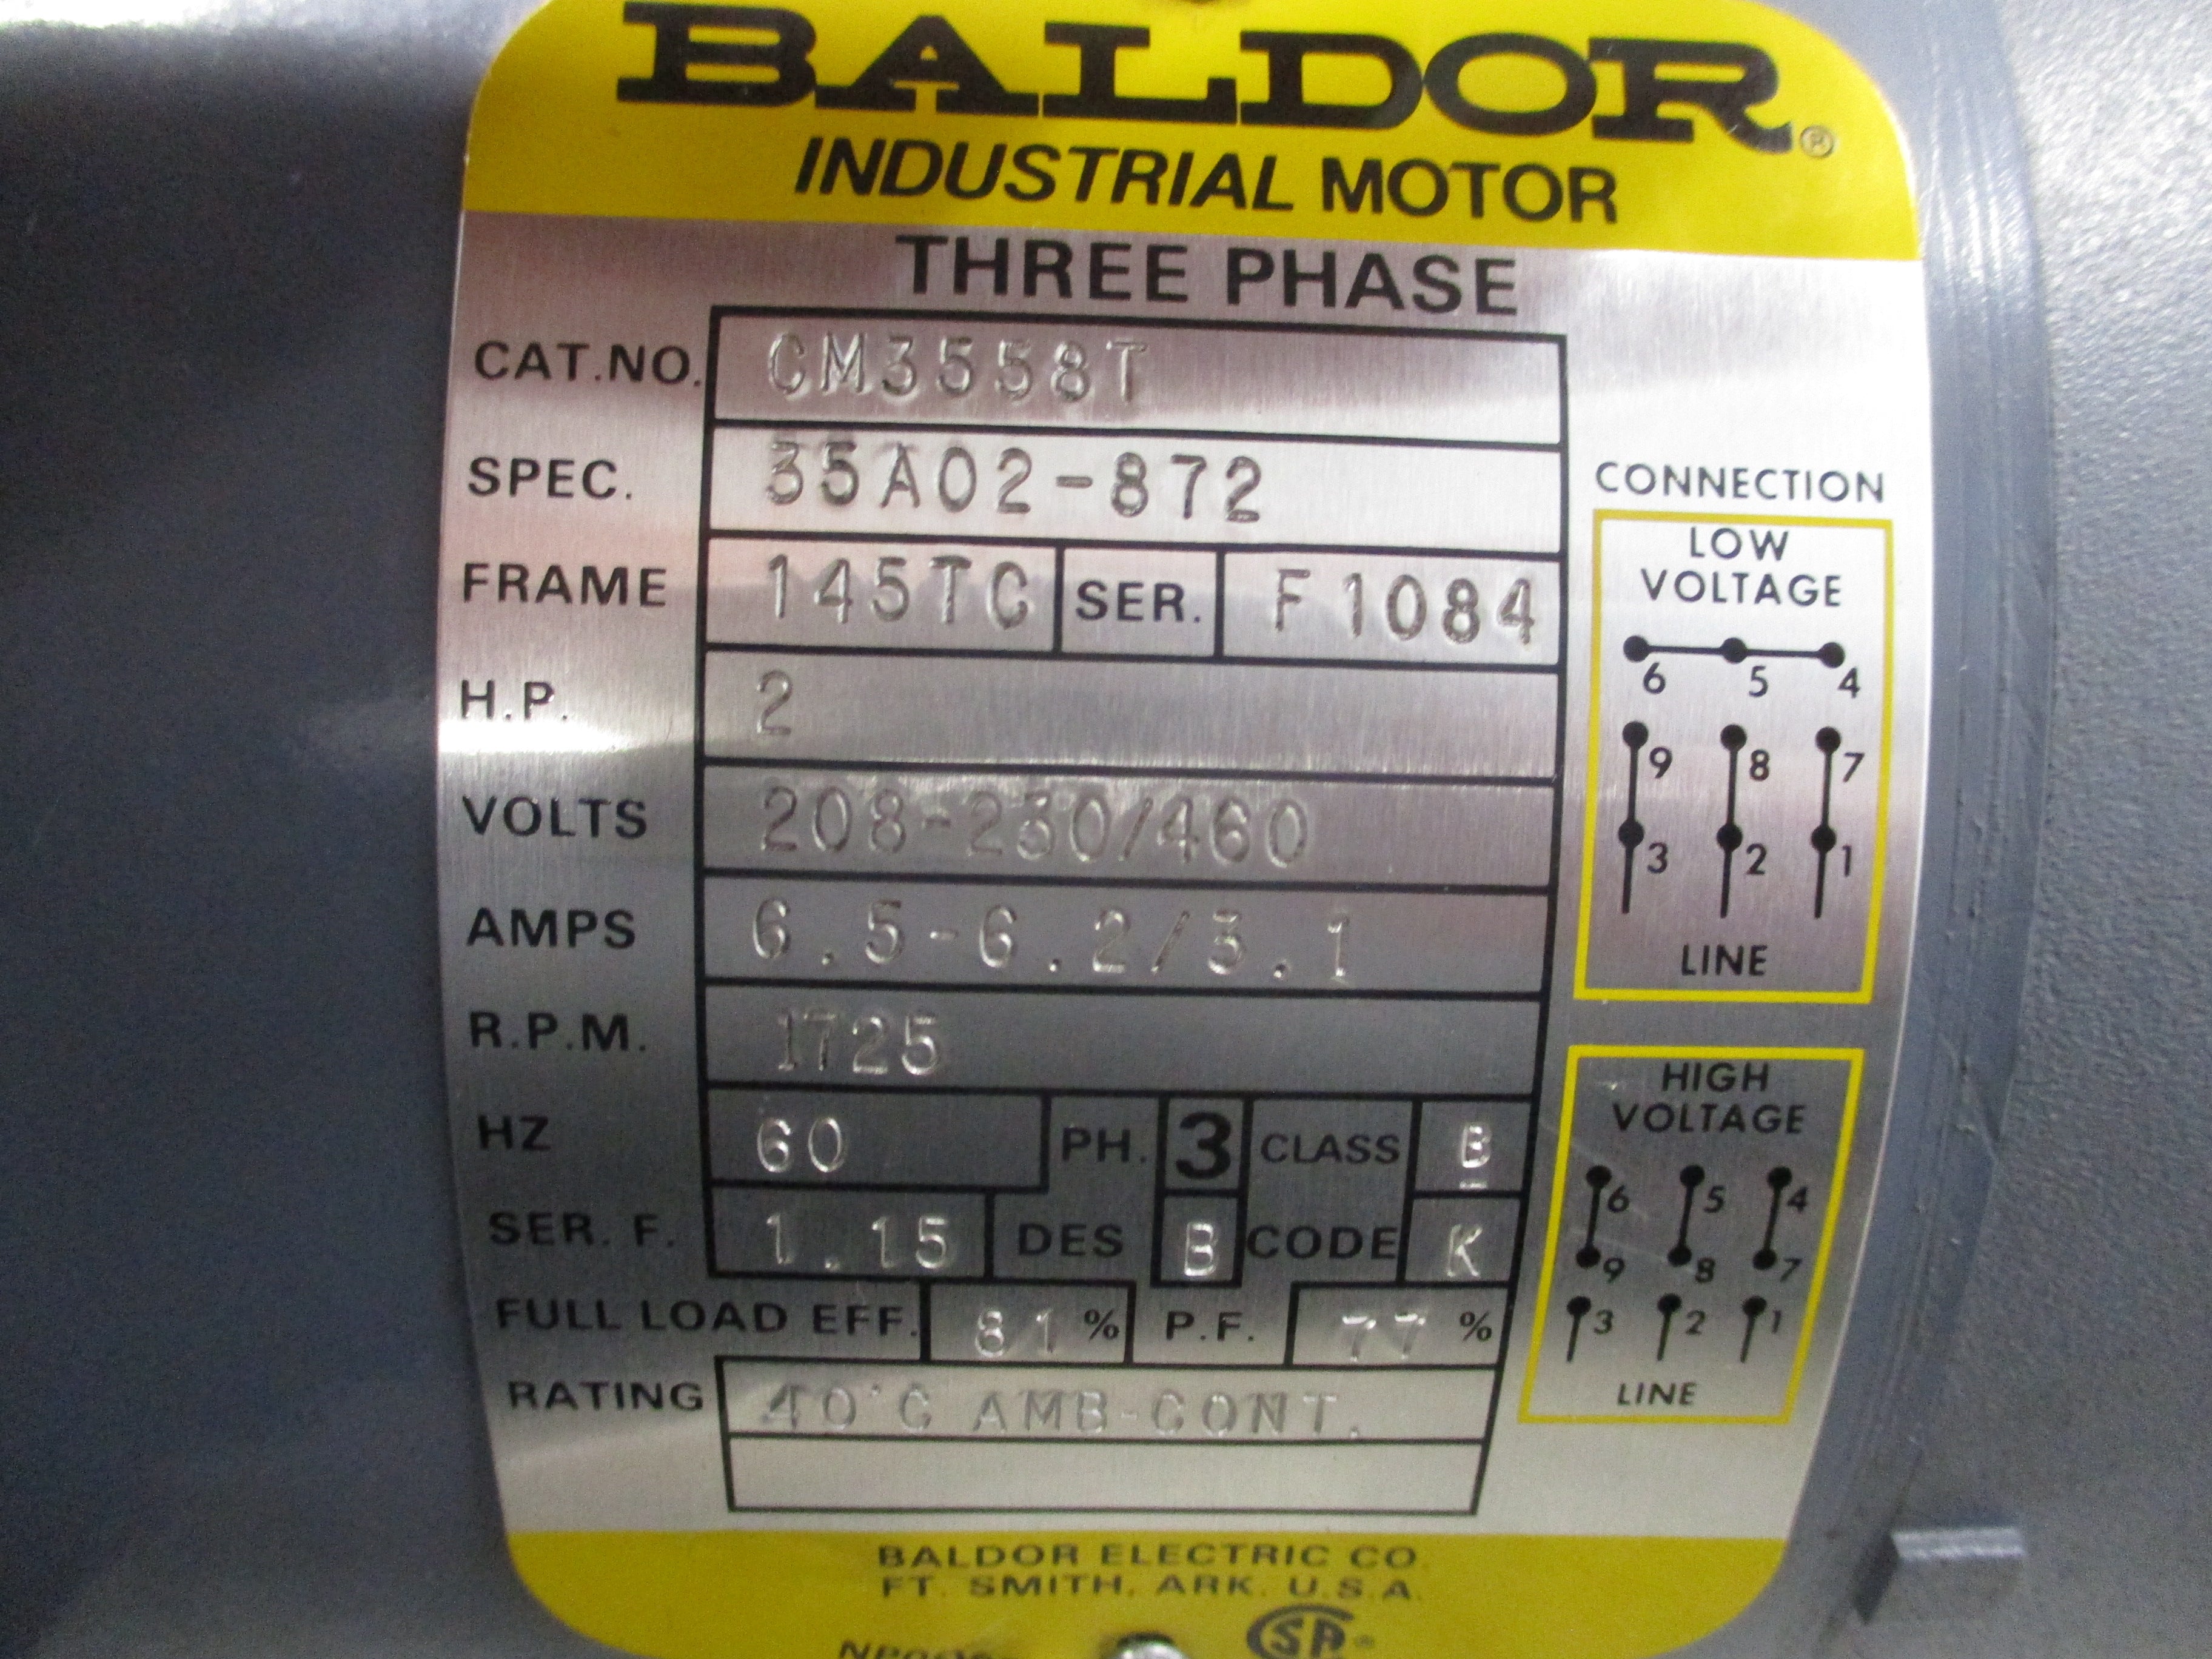 BALDOR®
INDUSTRIAL MOTOR
THREE PHASE
CAT.NO. CM3558T
SPEC. 35A02-872
FRAME 145TC SER. F1084
H.P. 2
VOLTS 208-230/460
AMPS 6.5-6.2/3.1
R.P.M. 1725
HZ 60 PH. 3 CLASS B
SER. F. 1.15 DES B CODE K
FULL LOAD EFF. 81 % P.F. 77 %
RATING 40°C AMB-CONT.
CONNECTION
LOW
VOLTAGE
6 5 4
9 8 7
3 2 1
LINE
HIGH
VOLTAGE
6 5 4
9 8 7
3 2 1
LINE
BALDOR ELECTRIC CO.
FT. SMITH, ARK. U.S.A.
SA®